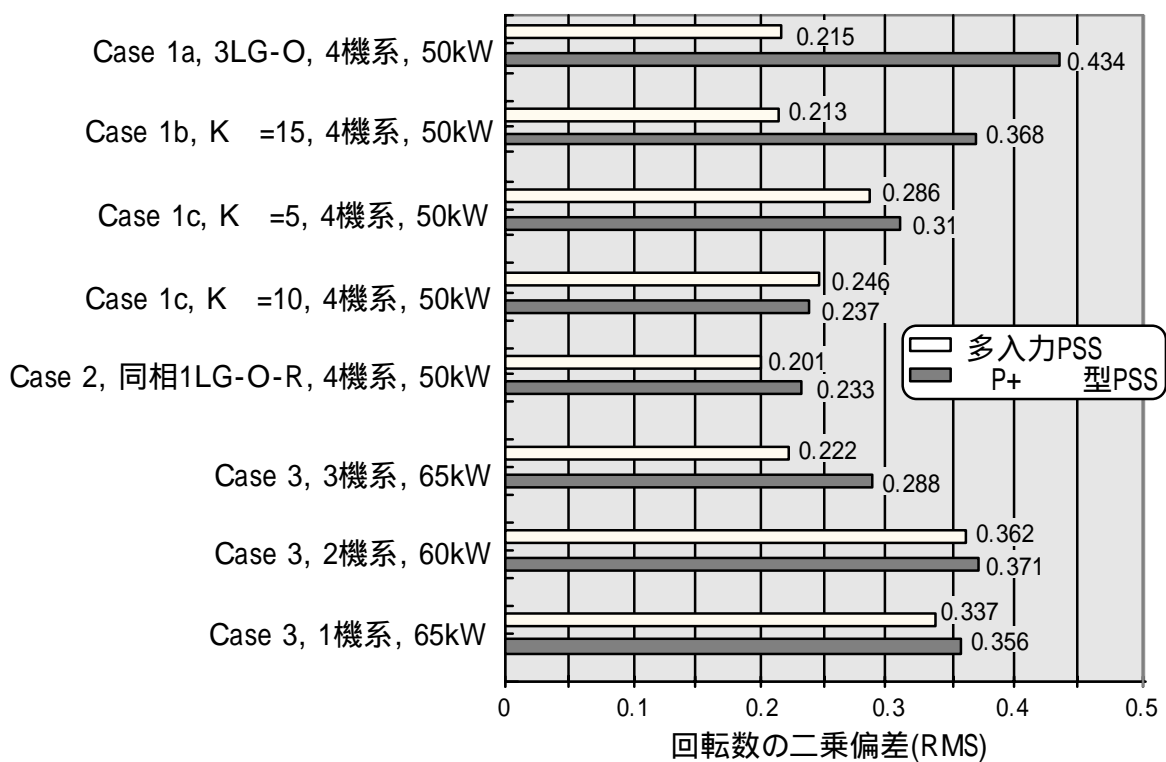 Case 1a, 3LG-O, 4機系, 50kW
0.215
0.434
Case 1b, K =15, 4機系, 50kW
0.213
0.368
Case 1c, K =5, 4機系, 50kW
0.286
0.31
Case 1c, K =10, 4機系, 50kW
0.246
0.237
Case 2, 同相1LG-O-R, 4機系, 50kW
0.201
0.233
Case 3, 3機系, 65kW
0.222
0.288
Case 3, 2機系, 60kW
0.362
0.371
Case 3, 1機系, 65kW
0.337
0.356
多入力PSS
P+ 型PSS
0 0.1 0.2 0.3 0.4 0.5
回転数の二乗偏差(RMS)